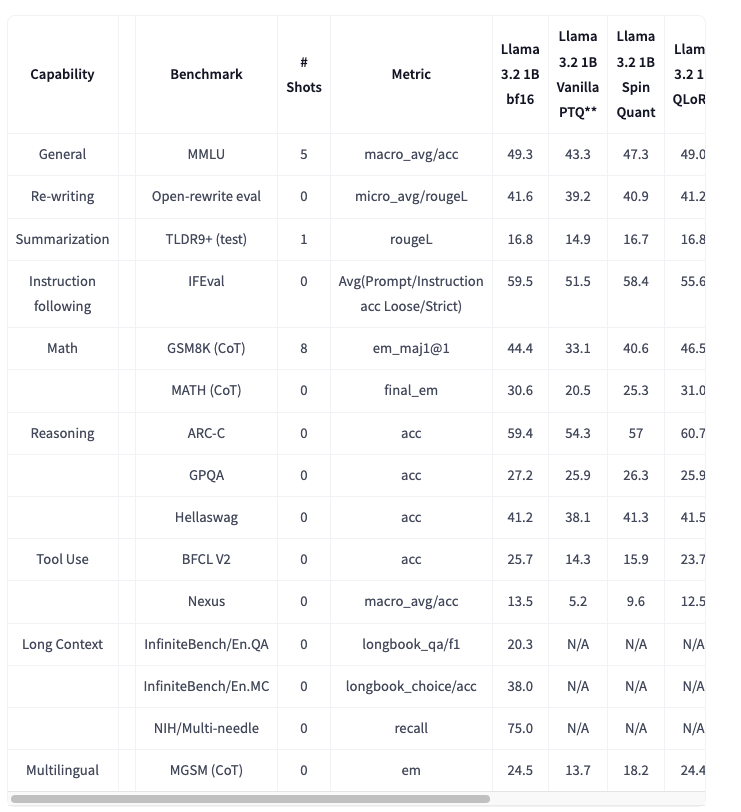 Capability Benchmark # Shots Metric Llama 3.2 1B bf16 Llama 3.2 1B Vanilla PTQ** Llama 3.2 1B Spin Quant Llam 3.2 1 QLoR
General MMLU 5 macro_avg/acc 49.3 43.3 47.3 49.0
Re-writing Open-rewrite eval 0 micro_avg/rougeL 41.6 39.2 40.9 41.2
Summarization TLDR9+ (test) 1 rougeL 16.8 14.9 16.7 16.8
Instruction following IFEval 0 Avg(Prompt/Instruction acc Loose/Strict) 59.5 51.5 58.4 55.6
Math GSM8K (CoT) 8 em_maj1@1 44.4 33.1 40.6 46.5
MATH (CoT) 0 final_em 30.6 20.5 25.3 31.0
Reasoning ARC-C 0 acc 59.4 54.3 57 60.7
GPQA 0 acc 27.2 25.9 26.3 25.9
Hellaswag 0 acc 41.2 38.1 41.3 41.5
Tool Use BFCL V2 0 acc 25.7 14.3 15.9 23.7
Nexus 0 macro_avg/acc 13.5 5.2 9.6 12.5
Long Context InfiniteBench/En.QA 0 longbook_qa/f1 20.3 N/A N/A N/A
InfiniteBench/En.MC 0 longbook_choice/acc 38.0 N/A N/A N/A
NIH/Multi-needle 0 recall 75.0 N/A N/A N/A
Multilingual MGSM (CoT) 0 em 24.5 13.7 18.2 24.4